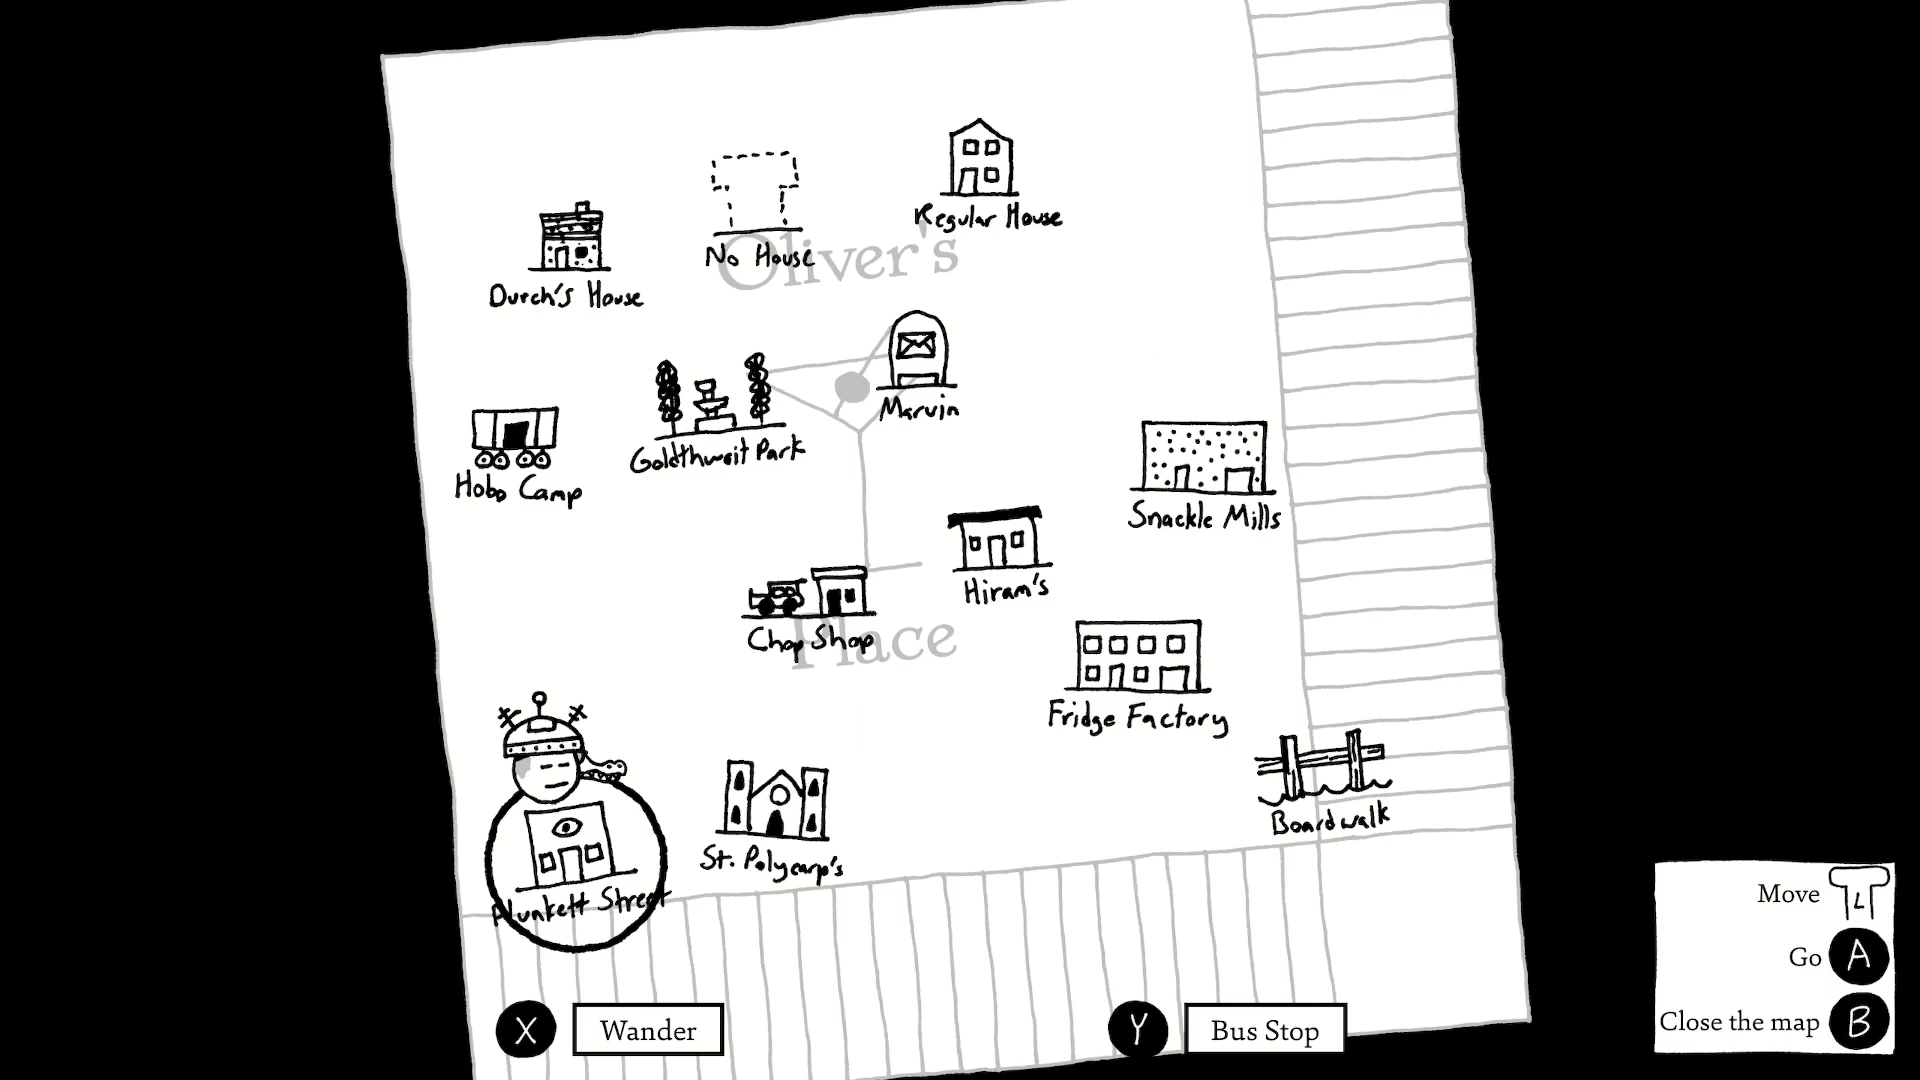 Regular House
No House
Oliver's
Durch's House
Marvin
Goldthwait Park
Hobo Camp
Snackle Mills
Hiram's
Chop Shop
Place
Fridge Factory
Boardwalk
St. Polycarp's
Plunkett Street
Move L
Go A
Close the map B
X Wander
Y Bus Stop